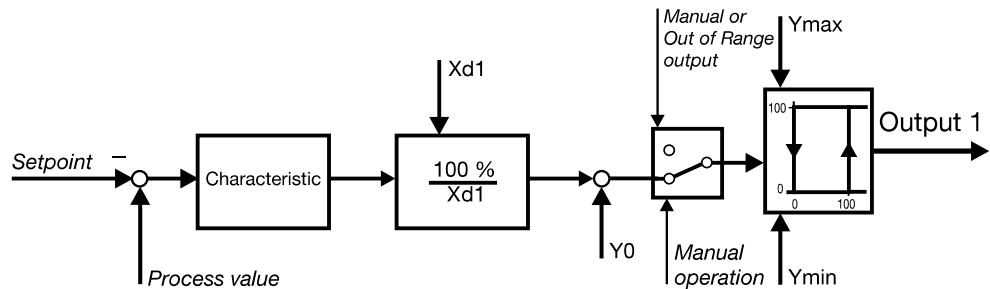 Manual or
Out of Range
output
Ymax
Xd1
100
Output 1
Setpoint
–
Characteristic
100 %
Xd1
0
0
100
Y0
Process value
Manual
operation
Ymin